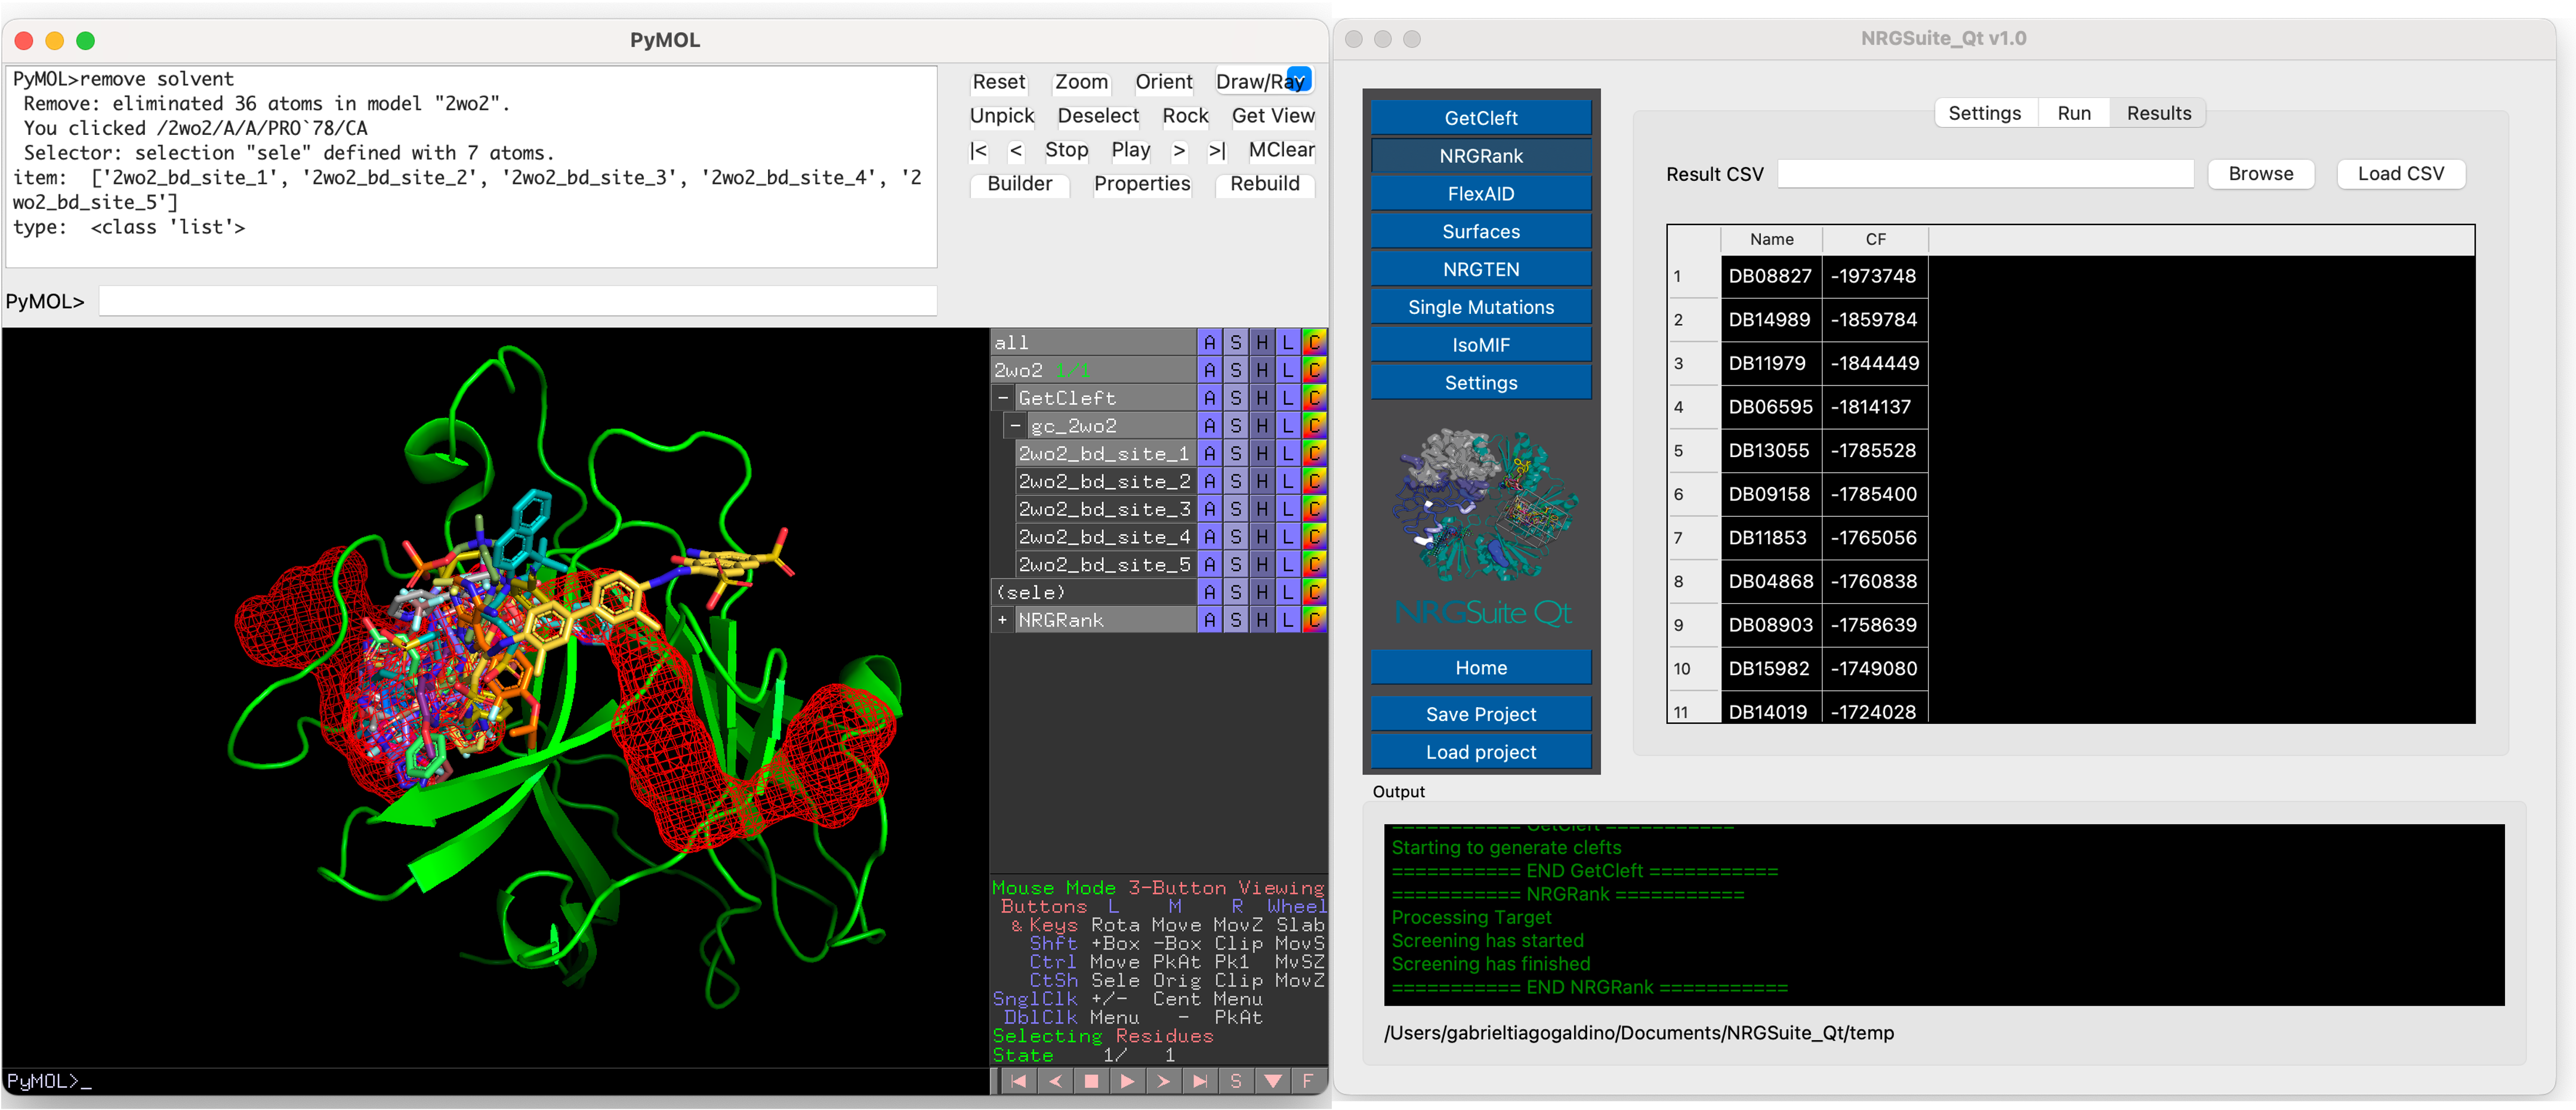 PyMOL
PyMOL>remove solvent
Remove: eliminated 36 atoms in model "2wo2".
You clicked /2wo2/A/A/PRO`78/CA
Selector: selection "sele" defined with 7 atoms.
item:  ['2wo2_bd_site_1', '2wo2_bd_site_2', '2wo2_bd_site_3', '2wo2_bd_site_4', '2
wo2_bd_site_5']
type:  <class 'list'>
PyMOL>
Reset Zoom Orient Draw/Ray
Unpick Deselect Rock Get View
|< < Stop Play > >| MClear
Builder Properties Rebuild
all A S H L C
2wo2 1/1 A S H L C
- GetCleft A S H L C
- gc_2wo2 A S H L C
2wo2_bd_site_1 A S H L C
2wo2_bd_site_2 A S H L C
2wo2_bd_site_3 A S H L C
2wo2_bd_site_4 A S H L C
2wo2_bd_site_5 A S H L C
(sele) A S H L C
+ NRGRank A S H L C
Mouse Mode 3-Button Viewing
Buttons L M R Wheel
& Keys Rota Move MovZ Slab
Shft +Box -Box Clip MovS
Ctrl Move PkAt Pk1 MvSZ
CtSh Sele Orig Clip MovZ
SnglClk +/- Cent Menu
DblClk Menu - PkAt
Selecting Residues
State 1/ 1
PyMOL>_
S F
NRGSuite_Qt v1.0
GetCleft
NRGRank
FlexAID
Surfaces
NRGTEN
Single Mutations
IsoMIF
Settings
NRGSuite Qt
Home
Save Project
Load project
Settings Run Results
Result CSV Browse Load CSV
Name CF
1 DB08827 -1973748
2 DB14989 -1859784
3 DB11979 -1844449
4 DB06595 -1814137
5 DB13055 -1785528
6 DB09158 -1785400
7 DB11853 -1765056
8 DB04868 -1760838
9 DB08903 -1758639
10 DB15982 -1749080
11 DB14019 -1724028
Output
=========== GetCleft ===========
Starting to generate clefts
=========== END GetCleft ===========
=========== NRGRank ===========
Processing Target
Screening has started
Screening has finished
=========== END NRGRank ===========
/Users/gabrieltiagogaldino/Documents/NRGSuite_Qt/temp